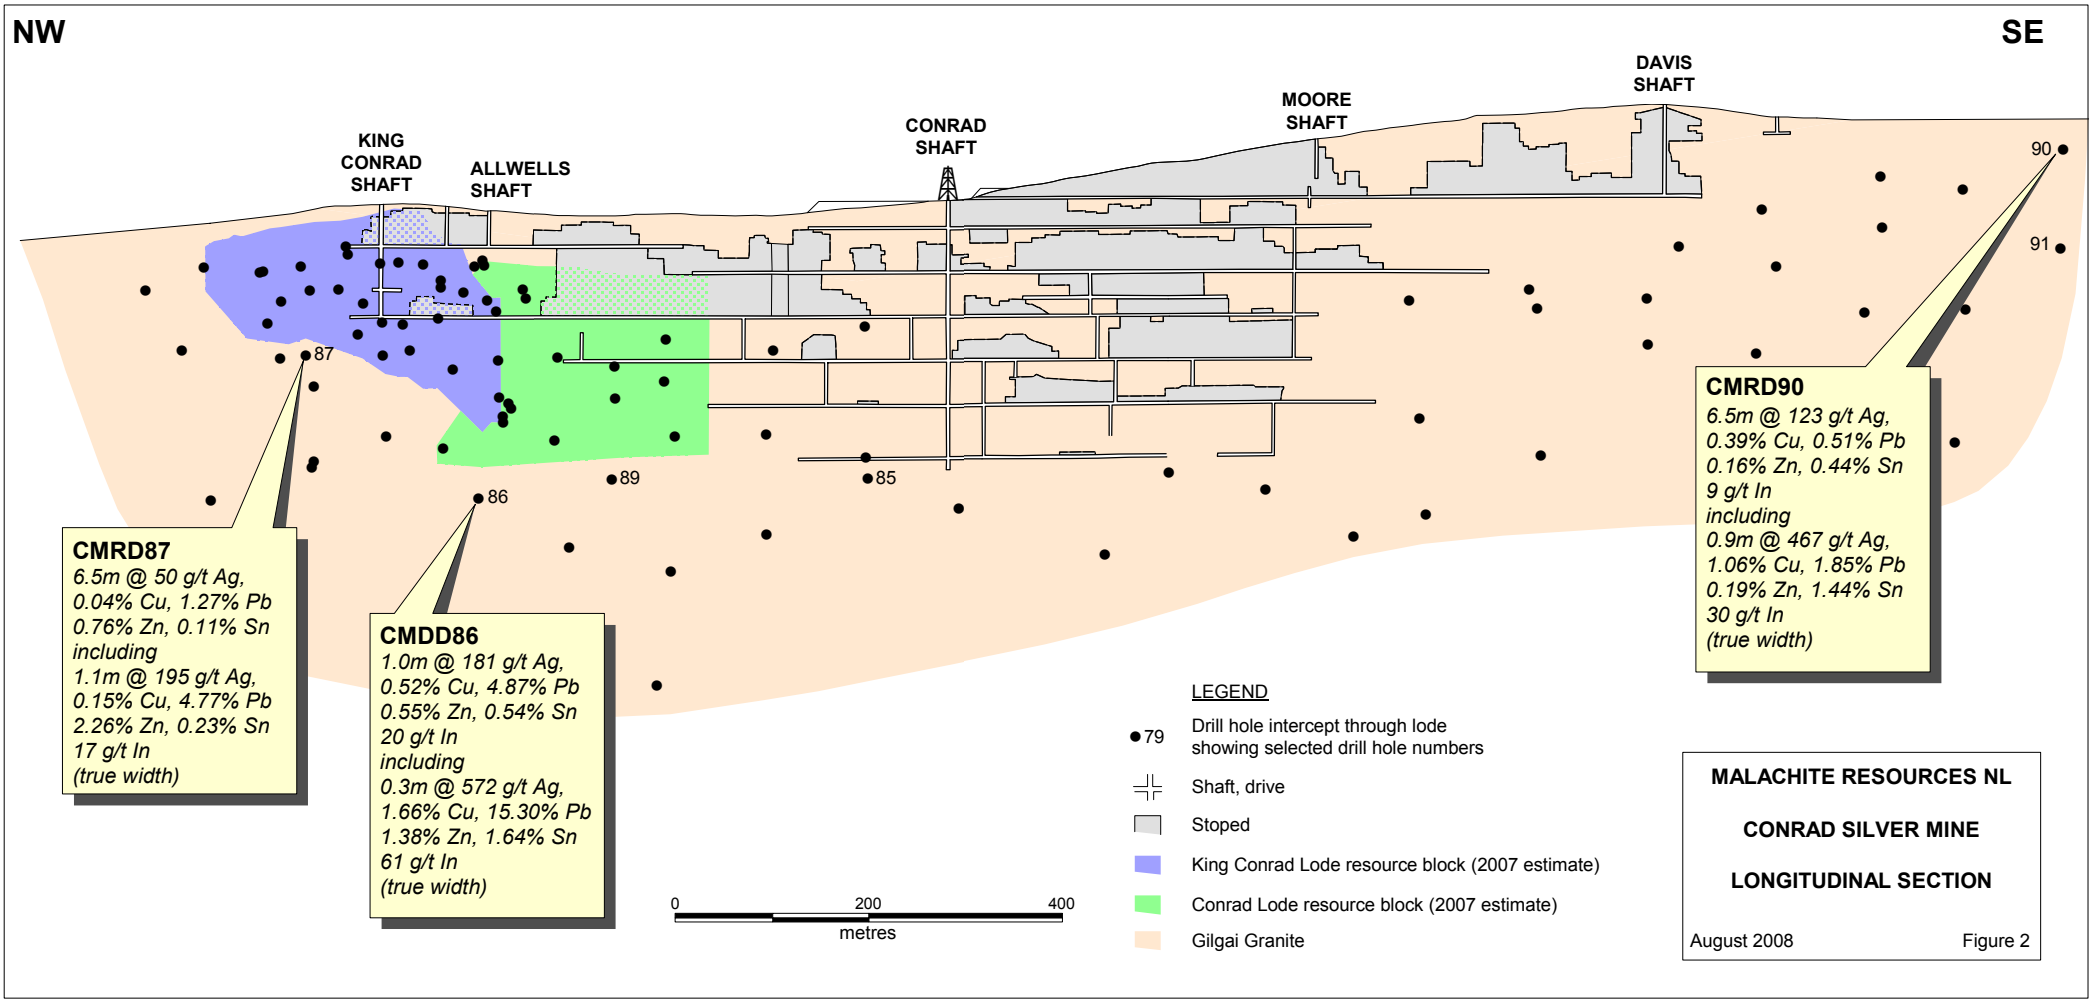 NW
SE
KING
CONRAD
SHAFT
ALLWELLS
SHAFT
CONRAD
SHAFT
MOORE
SHAFT
DAVIS
SHAFT
90
91
87
89
86
85
CMRD87
6.5m @ 50 g/t Ag,
0.04% Cu, 1.27% Pb
0.76% Zn, 0.11% Sn
including
1.1m @ 195 g/t Ag,
0.15% Cu, 4.77% Pb
2.26% Zn, 0.23% Sn
17 g/t In
(true width)
CMDD86
1.0m @ 181 g/t Ag,
0.52% Cu, 4.87% Pb
0.55% Zn, 0.54% Sn
20 g/t In
including
0.3m @ 572 g/t Ag,
1.66% Cu, 15.30% Pb
1.38% Zn, 1.64% Sn
61 g/t In
(true width)
CMRD90
6.5m @ 123 g/t Ag,
0.39% Cu, 0.51% Pb
0.16% Zn, 0.44% Sn
9 g/t In
including
0.9m @ 467 g/t Ag,
1.06% Cu, 1.85% Pb
0.19% Zn, 1.44% Sn
30 g/t In
(true width)
0 200 400
metres
LEGEND
79 Drill hole intercept through lode
showing selected drill hole numbers
Shaft, drive
Stoped
King Conrad Lode resource block (2007 estimate)
Conrad Lode resource block (2007 estimate)
Gilgai Granite
MALACHITE RESOURCES NL
CONRAD SILVER MINE
LONGITUDINAL SECTION
August 2008 Figure 2